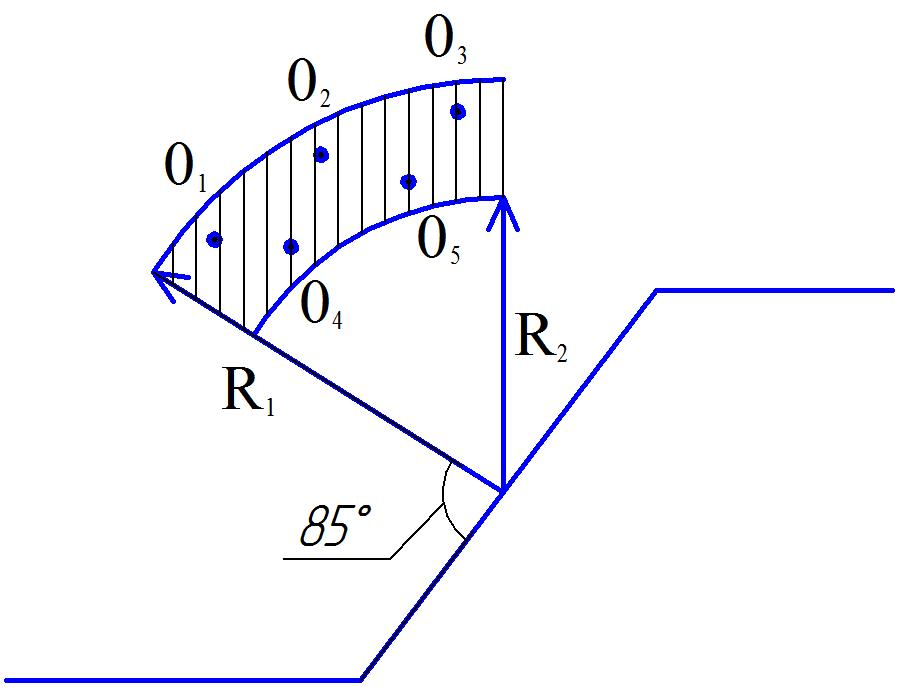 O₃
O₂
O₁
O₅
O₄
R₂
R₁
85°